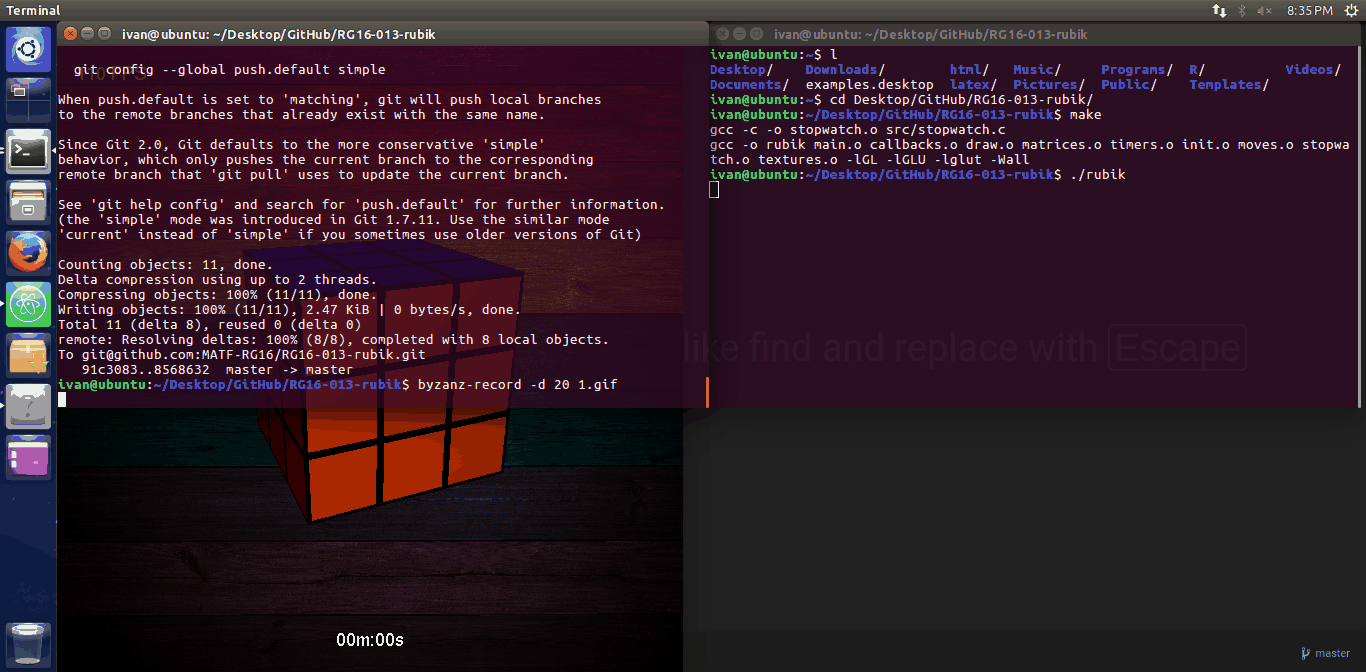 Terminal
8:35 PM
ivan@ubuntu: ~/Desktop/GitHub/RG16-013-rubik
git config --global push.default simple
When push.default is set to 'matching', git will push local branches
to the remote branches that already exist with the same name.
Since Git 2.0, Git defaults to the more conservative 'simple'
behavior, which only pushes the current branch to the corresponding
remote branch that 'git pull' uses to update the current branch.
See 'git help config' and search for 'push.default' for further information.
(the 'simple' mode was introduced in Git 1.7.11. Use the similar mode
'current' instead of 'simple' if you sometimes use older versions of Git)
Counting objects: 11, done.
Delta compression using up to 2 threads.
Compressing objects: 100% (11/11), done.
Writing objects: 100% (11/11), 2.47 KiB | 0 bytes/s, done.
Total 11 (delta 8), reused 0 (delta 0)
remote: Resolving deltas: 100% (8/8), completed with 8 local objects.
To git@github.com:MATF-RG16/RG16-013-rubik.git
91c3083..8568632  master -> master
ivan@ubuntu:~/Desktop/GitHub/RG16-013-rubik$ byzanz-record -d 20 1.gif
00m:00s
ivan@ubuntu: ~/Desktop/GitHub/RG16-013-rubik
ivan@ubuntu:~$ l
Desktop/ Downloads/ html/ Music/ Programs/ R/ Videos/
Documents/ examples.desktop latex/ Pictures/ Public/ Templates/
ivan@ubuntu:~$ cd Desktop/GitHub/RG16-013-rubik/
ivan@ubuntu:~/Desktop/GitHub/RG16-013-rubik$ make
gcc -c -o stopwatch.o src/stopwatch.c
gcc -o rubik main.o callbacks.o draw.o matrices.o timers.o init.o moves.o stopwa
tch.o textures.o -lGL -lGLU -lglut -Wall
ivan@ubuntu:~/Desktop/GitHub/RG16-013-rubik$ ./rubik
like find and replace with Escape
master